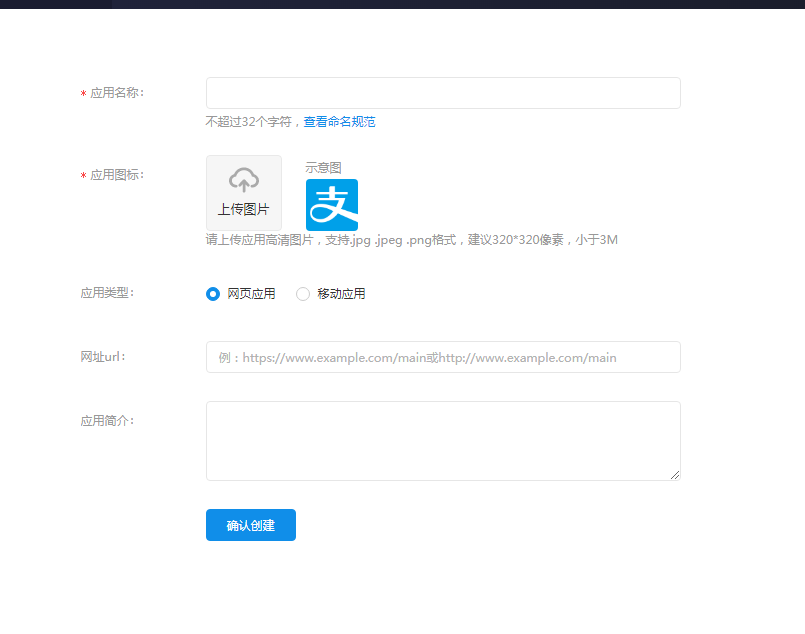 * 应用名称：
不超过32个字符，查看命名规范
* 应用图标：
上传图片
示意图
支
请上传应用高清图片，支持.jpg .jpeg .png格式，建议320*320像素，小于3M
应用类型：
网页应用 移动应用
网址url：
例：https://www.example.com/main或http://www.example.com/main
应用简介：
确认创建